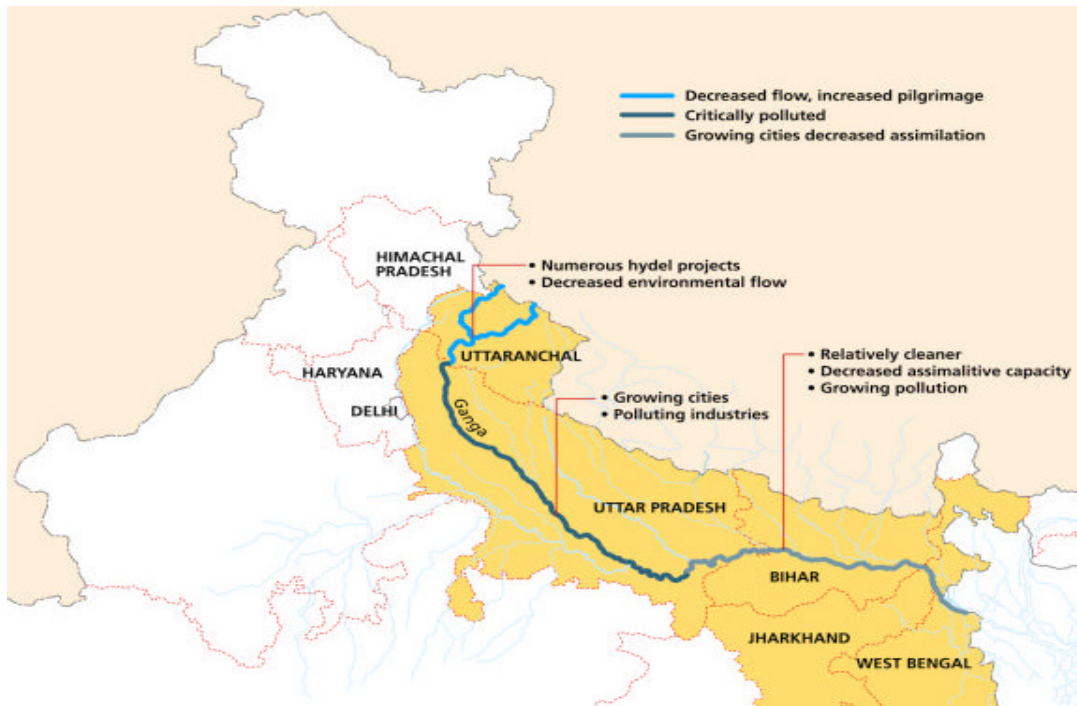 Decreased flow, increased pilgrimage
Critically polluted
Growing cities decreased assimilation
HIMACHAL
PRADESH
• Numerous hydel projects
• Decreased environmental flow
UTTARANCHAL
HARYANA
DELHI
Ganga
• Growing cities
• Polluting industries
• Relatively cleaner
• Decreased assimalitive capacity
• Growing pollution
UTTAR PRADESH
BIHAR
JHARKHAND
WEST BENGAL